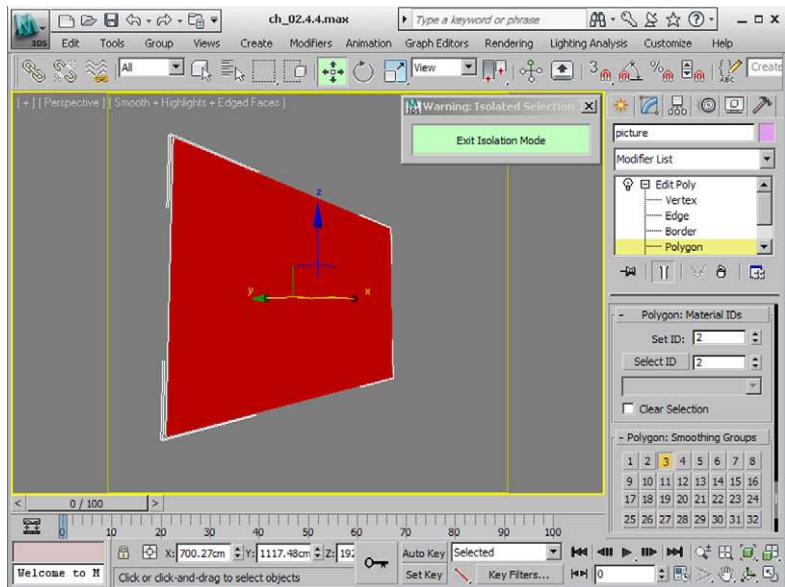 ch_02.4.4.max
Type a keyword or phrase
3DS
Edit Tools Group Views Create Modifiers Animation Graph Editors Rendering Lighting Analysis Customize Help
All
View
3
%
ABC
Create
[ + ] [ Perspective ] [ Smooth + Highlights + Edged Faces ]
Warning: Isolated Selection
Exit Isolation Mode
picture
Modifier List
Edit Poly
Vertex
Edge
Border
Polygon
z
y
x
- Polygon: Material IDs
Set ID: 2
Select ID 2
Clear Selection
- Polygon: Smoothing Groups
1 2 3 4 5 6 7 8
9 10 11 12 13 14 15 16
17 18 19 20 21 22 23 24
25 26 27 28 29 30 31 32
< 0 / 100 >
0 10 20 30 40 50 60 70 80 90 100
X: 700.27cm Y: 1117.48cm Z: 192
Auto Key Selected
Welcome to M
Click or click-and-drag to select objects
Set Key Key Filters...
0